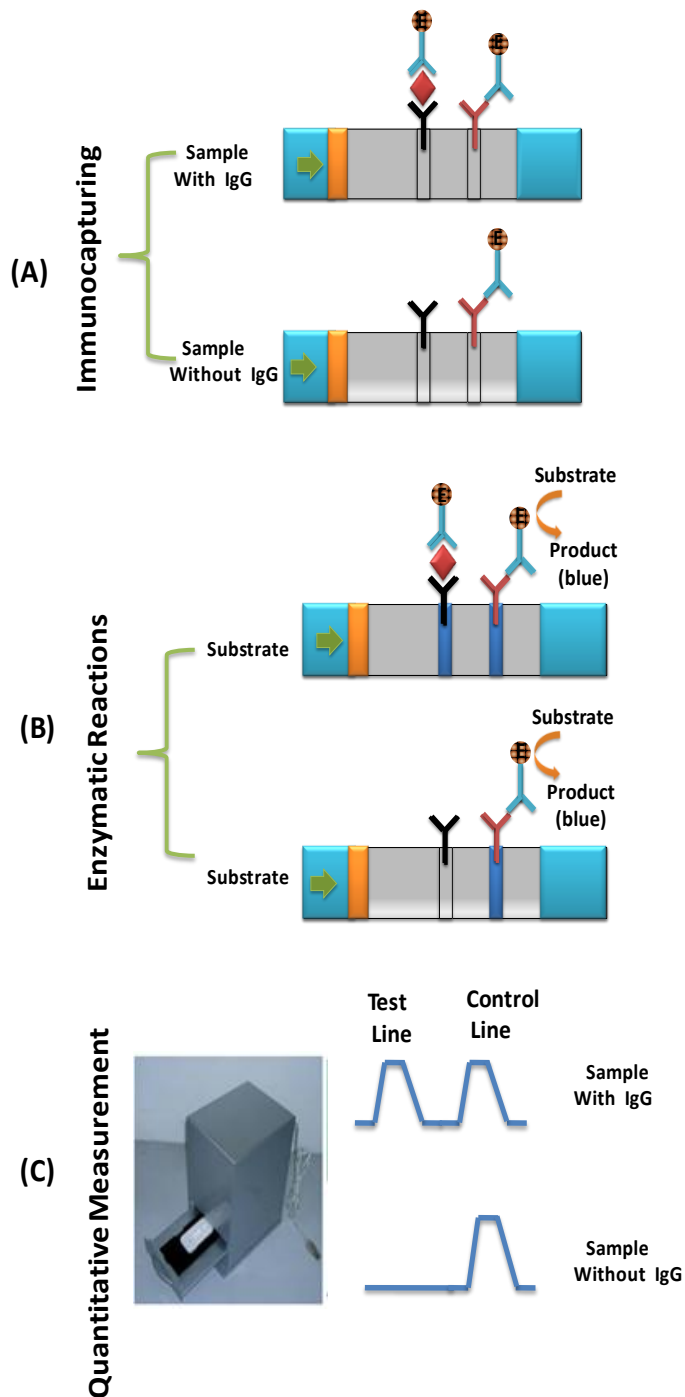 (A)
Immunocapturing
Sample
With IgG
E
E
Sample
Without IgG
E
(B)
Enzymatic Reactions
Substrate
E
E
Substrate
Product
(blue)
Substrate
E
Substrate
Product
(blue)
(C)
Quantitative Measurement
Test
Line
Control
Line
Sample
With IgG
Sample
Without IgG